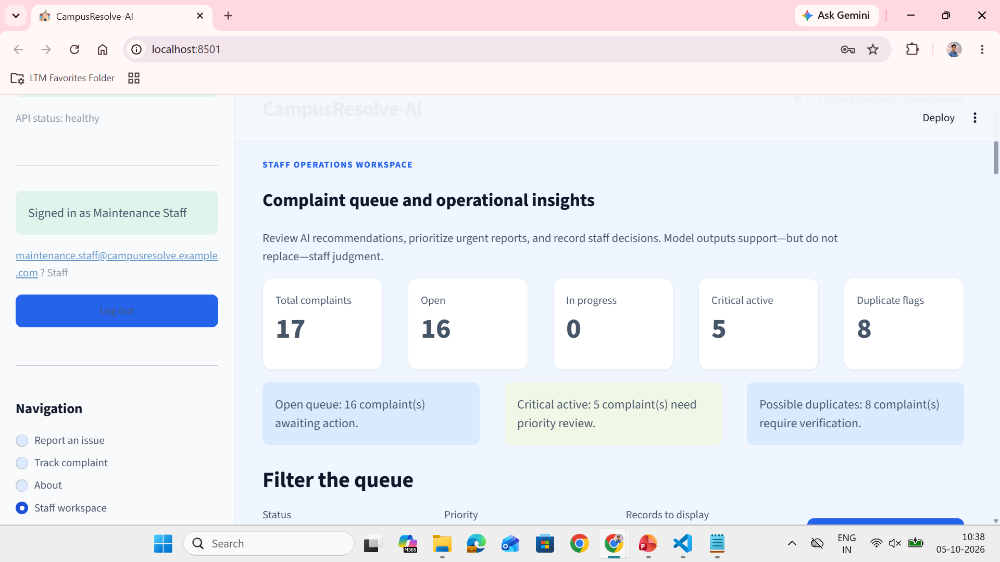 CampusResolve-AI
Ask Gemini
localhost:8501
LTM Favorites Folder
API status: healthy
Signed in as Maintenance Staff
maintenance.staff@campusresolve.example
.com ? Staff
Log out
Navigation
Report an issue
Track complaint
About
Staff workspace
CampusResolve-AI
AI-assisted complaint management
Deploy
STAFF OPERATIONS WORKSPACE
Complaint queue and operational insights
Review AI recommendations, prioritize urgent reports, and record staff decisions. Model outputs support—but do not
replace—staff judgment.
Total complaints
17
Open
16
In progress
0
Critical active
5
Duplicate flags
8
Open queue: 16 complaint(s)
awaiting action.
Critical active: 5 complaint(s) need
priority review.
Possible duplicates: 8 complaint(s)
require verification.
Filter the queue
Status
Priority
Records to display
Search
M365
ENG
IN
10:38
05-10-2026